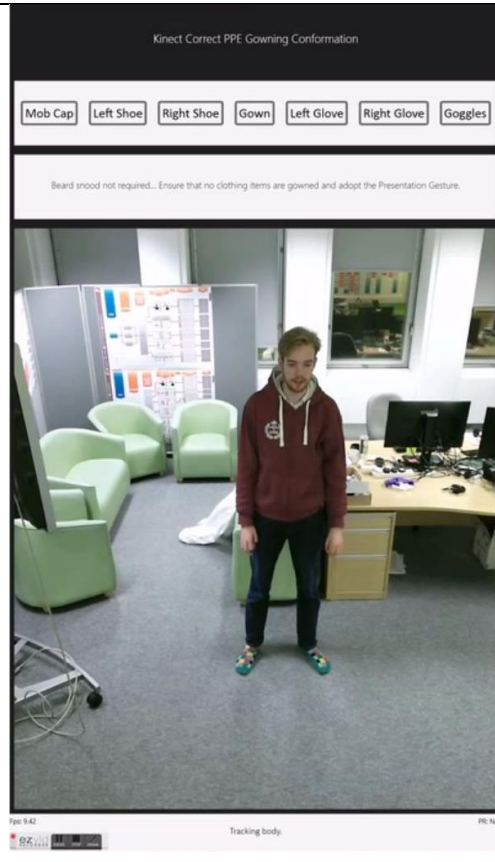 Kinect Correct PPE Gowning Conformation
Mob Cap Left Shoe Right Shoe Gown Left Glove Right Glove Goggles
Beard snood not required... Ensure that no clothing items are gowned and adopt the Presentation Gesture.
Fps: 9.42
PR: N
Tracking body.
ezvid